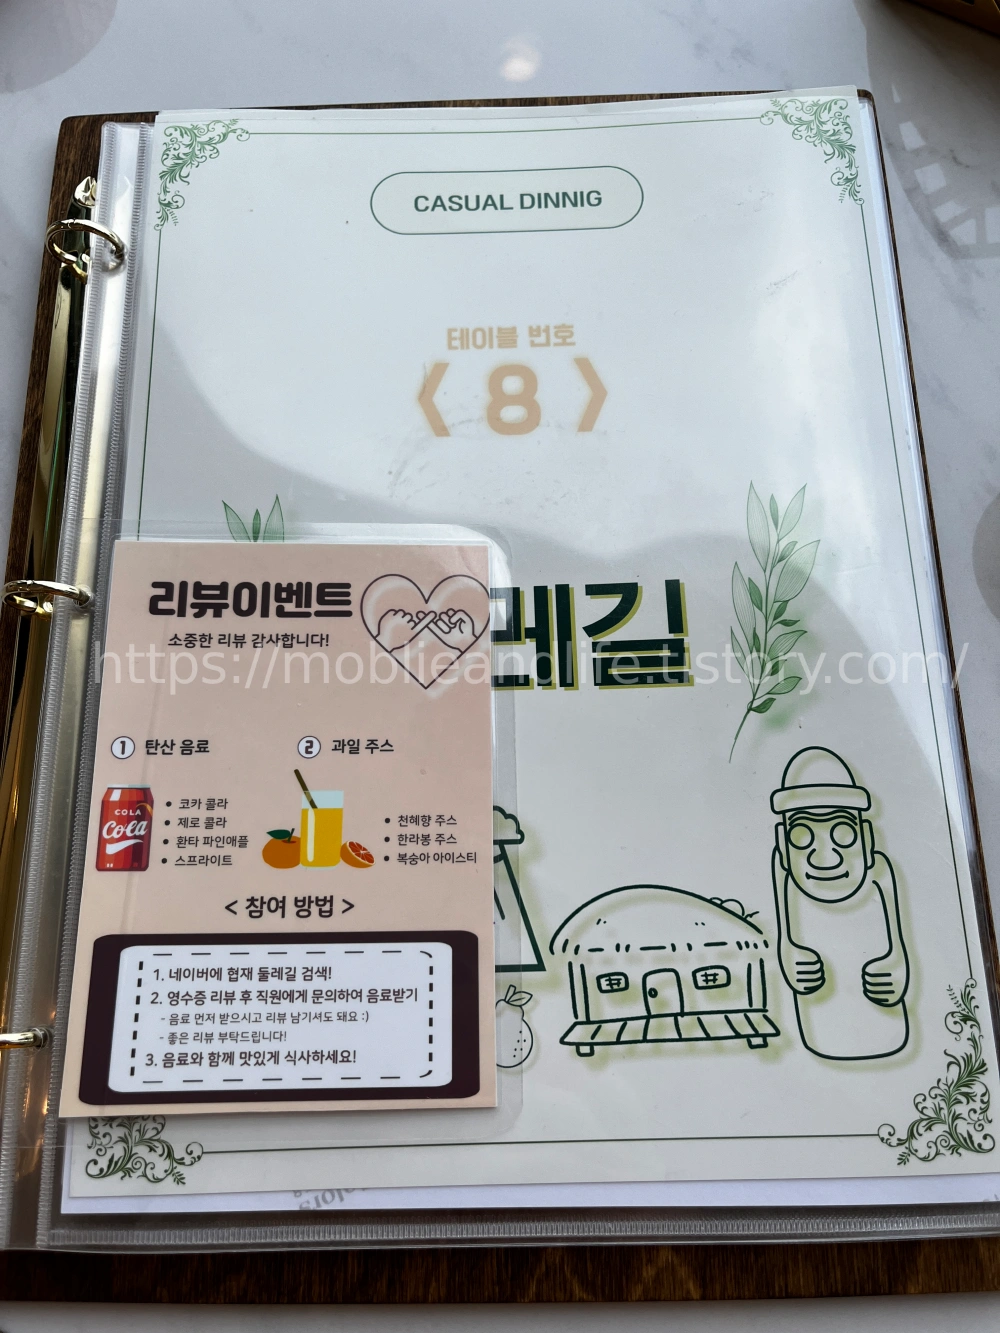 CASUAL DINNIG
테이블 번호
〈 8 〉
레길
리뷰이벤트
소중한 리뷰 감사합니다!
https://moblieandlife.tistory.com/
1 탄산 음료
2 과일 주스
COLA
Coca
• 코카 콜라
• 제로 콜라
• 환타 파인애플
• 스프라이트
• 천혜향 주스
• 한라봉 주스
• 복숭아 아이스티
< 참여 방법 >
1. 네이버에 협재 둘레길 검색!
2. 영수증 리뷰 후 직원에게 문의하여 음료받기
- 음료 먼저 받으시고 리뷰 남기셔도 돼요 :)
- 좋은 리뷰 부탁드립니다!
3. 음료와 함께 맛있게 식사하세요!